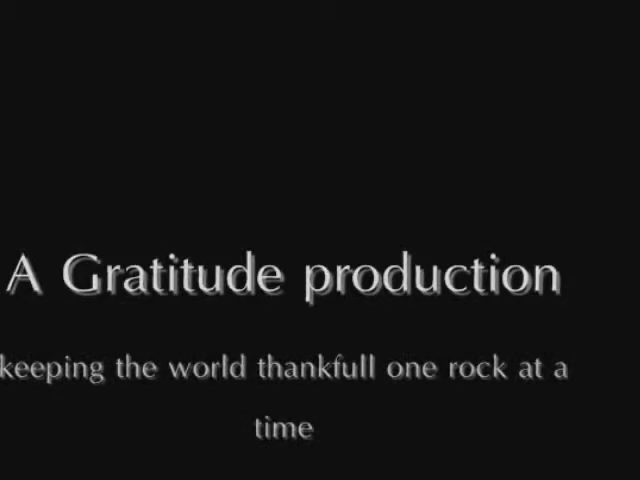 A Gratitude production
keeping the world thankfull one rock at a
time